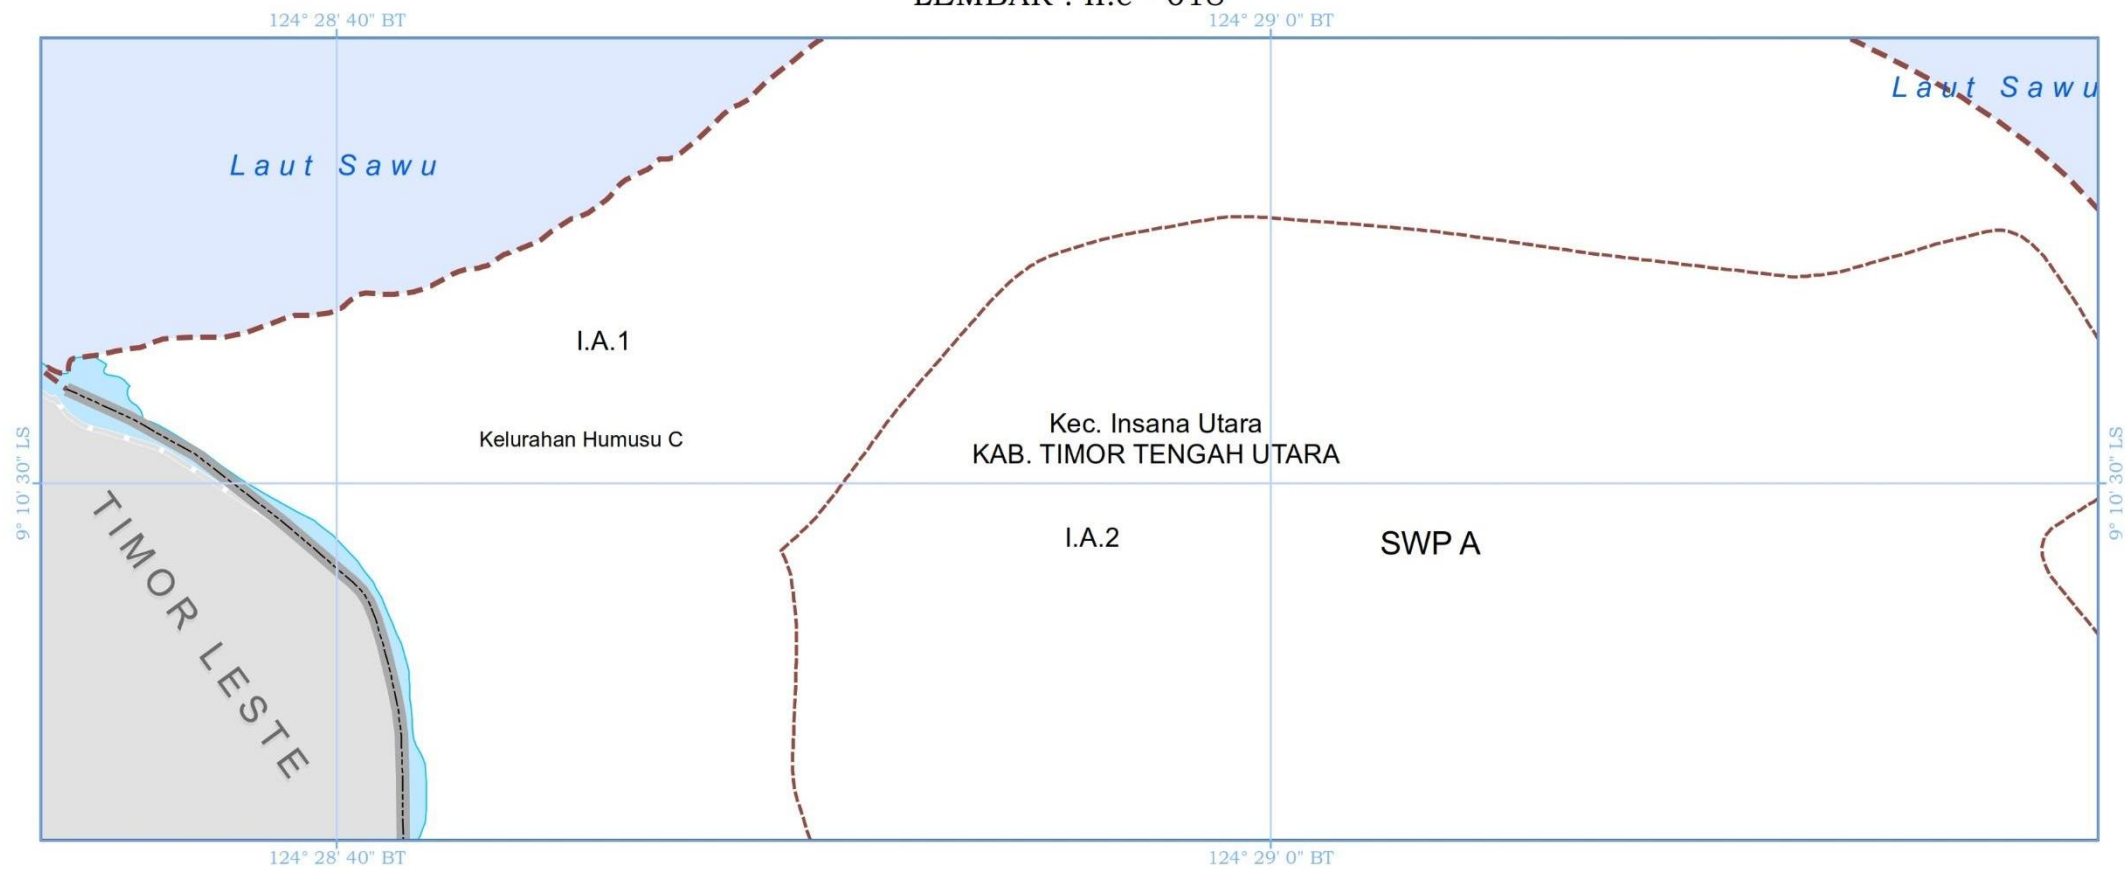 124° 28' 40" BT
124° 29' 0" BT
Laut Sawu
Laut Sawu
I.A.1
Kec. Insana Utara
Kelurahan Humusu C
KAB. TIMOR TENGAH UTARA
9° 10' 30" LS
9° 10' 30" LS
TIMOR LESTE
I.A.2
SWP A
124° 28' 40" BT
124° 29' 0" BT